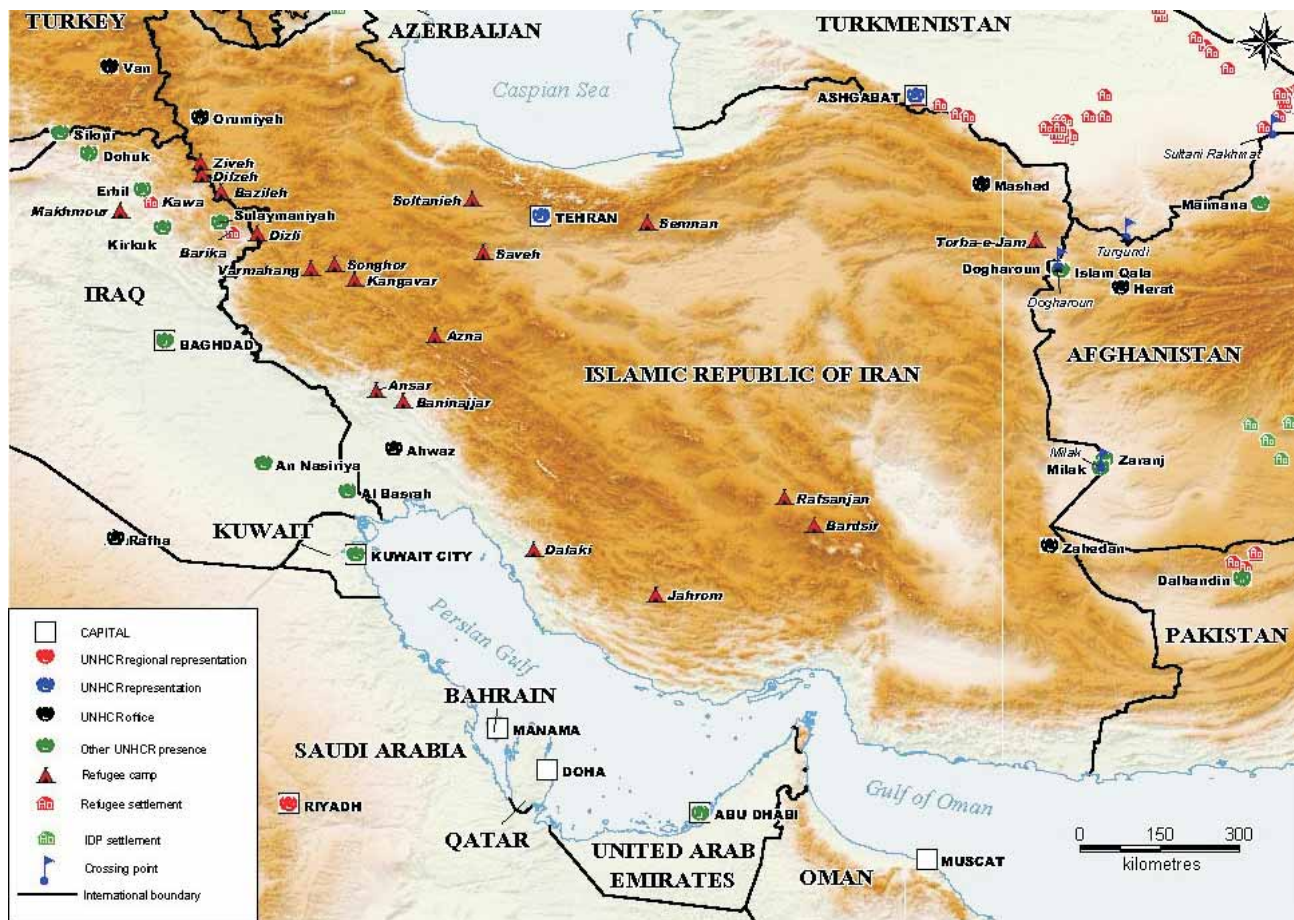 TURKEY
AZERBAIJAN
TURKMENISTAN
Van
Caspian Sea
ASHGABAT
Orumiyeh
Silopi
Dohuk
Ziveh
Dilzeh
Sultani Rakhmat
Erbil
Kawa
Bazileh
Soltanieh
Mashad
Makhmour
Sulaymaniyah
TEHRAN
Semnan
Maimana
Kirkuk
Barika
Dizli
Saveh
Torba-e-Jam
Turgundi
Varmahang
Songhor
Kangavar
Dogharoun
Islam Qala
Herat
Dogharoun
IRAQ
BAGHDAD
Azna
ISLAMIC REPUBLIC OF IRAN
AFGHANISTAN
Ansar
Baninajjar
Ahwaz
An Nasiriya
Milak
Milak
Zaranj
Al Basrah
Rafsanjan
Bardsir
KUWAIT
Rafha
KUWAIT CITY
Dalaki
Zahedan
Dalbandin
Jahrom
Persian Gulf
PAKISTAN
CAPITAL
UNHCR regional representation
UNHCR representation
UNHCR office
Other UNHCR presence
Refugee camp
Refugee settlement
IDP settlement
Crossing point
International boundary
BAHRAIN
MANAMA
SAUDI ARABIA
DOHA
RIYADH
QATAR
ABU DHABI
Gulf of Oman
UNITED ARAB
EMIRATES
OMAN
MUSCAT
0 150 300
kilometres